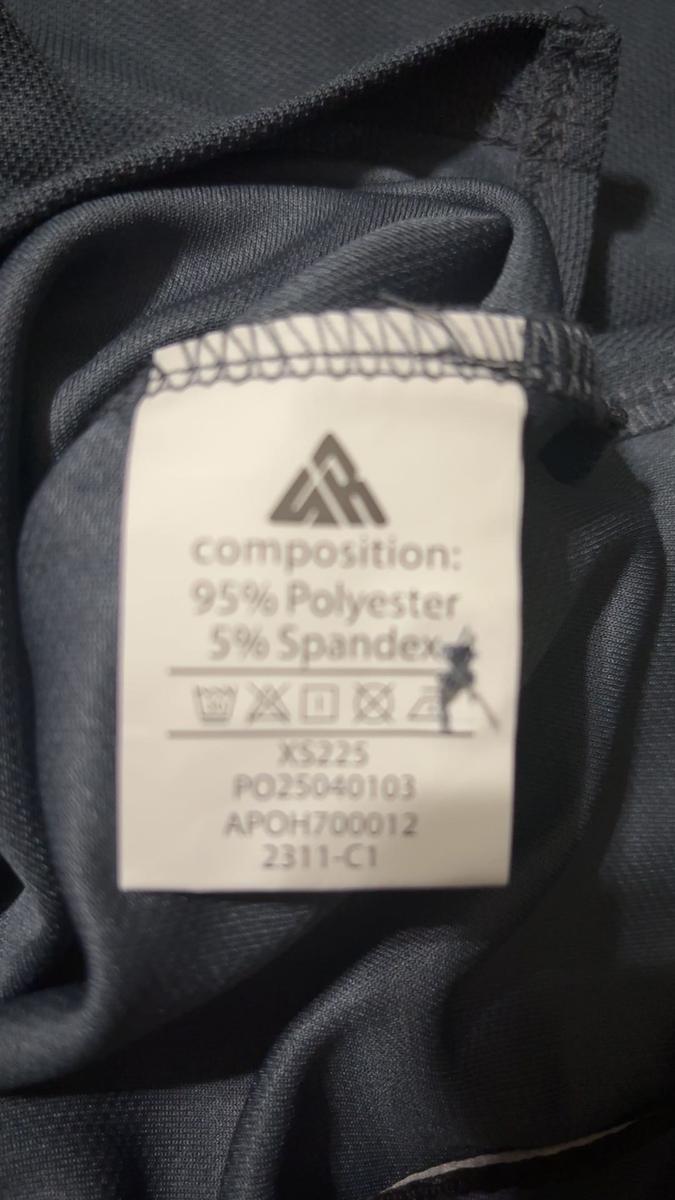 composition:
95% Polyester
5% Spandex
XS225
PO25040103
APOH700012
2311-C1